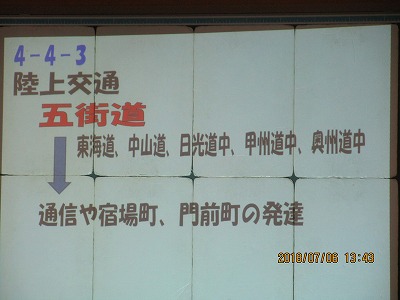 4-4-3
陸上交通
五街道
東海道、中山道、日光道中、甲州道中、奥州道中
通信や宿場町、門前町の発達
2018/07/06 13:43